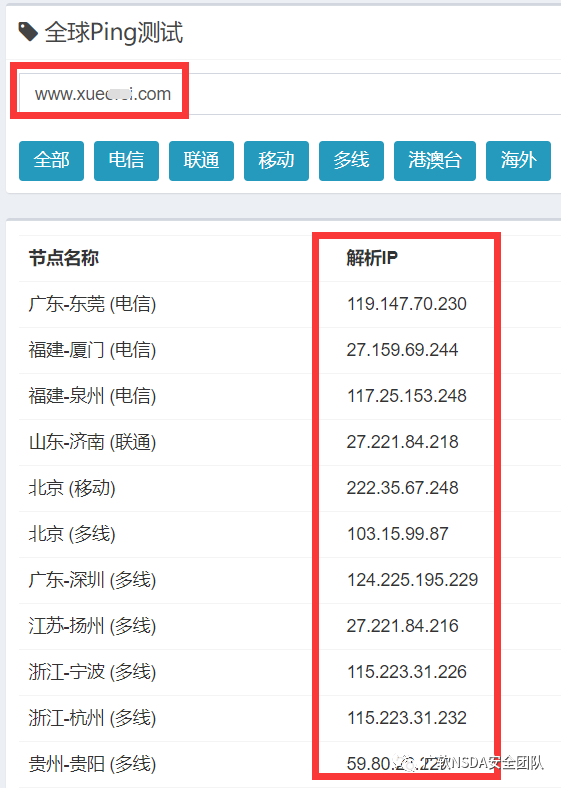 全球Ping测试
www.xue
i.com
全部 电信 联通 移动 多线 港澳台 海外
节点名称 解析IP
广东-东莞 (电信) 119.147.70.230
福建-厦门 (电信) 27.159.69.244
福建-泉州 (电信) 117.25.153.248
山东-济南 (联通) 27.221.84.218
北京 (移动) 222.35.67.248
北京 (多线) 103.15.99.87
广东-深圳 (多线) 124.225.195.229
江苏-扬州 (多线) 27.221.84.216
浙江-宁波 (多线) 115.223.31.226
浙江-杭州 (多线) 115.223.31.232
贵州-贵阳 (多线) 59.80.
软NSDA安全团队